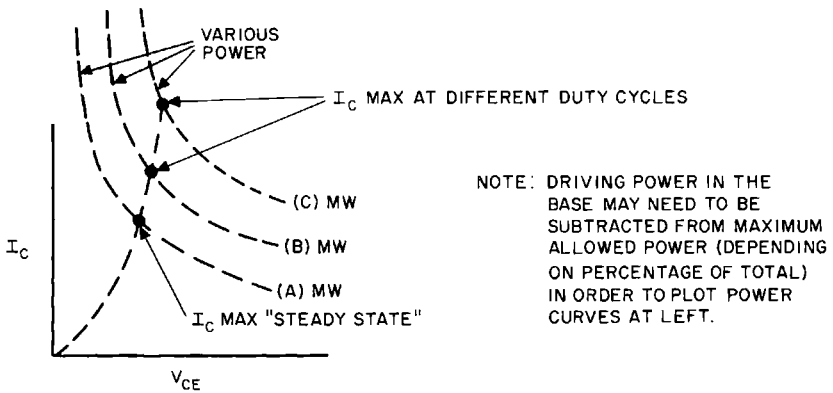 VARIOUS
POWER
I_C MAX AT DIFFERENT DUTY CYCLES
(C) MW
(B) MW
(A) MW
I_C
I_C MAX "STEADY STATE"
V_CE
NOTE: DRIVING POWER IN THE
BASE MAY NEED TO BE
SUBTRACTED FROM MAXIMUM
ALLOWED POWER (DEPENDING
ON PERCENTAGE OF TOTAL)
IN ORDER TO PLOT POWER
CURVES AT LEFT.